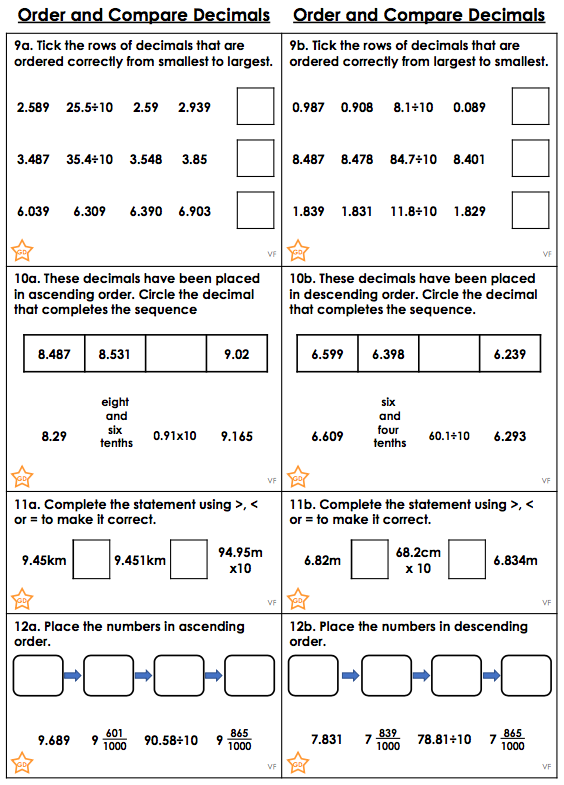 Order and Compare Decimals
Order and Compare Decimals
9a. Tick the rows of decimals that are
ordered correctly from smallest to largest.
2.589 25.5÷10 2.59 2.939
3.487 35.4÷10 3.548 3.85
6.039 6.309 6.390 6.903
GD
VF
9b. Tick the rows of decimals that are
ordered correctly from largest to smallest.
0.987 0.908 8.1÷10 0.089
8.487 8.478 84.7÷10 8.401
1.839 1.831 11.8÷10 1.829
GD
VF
10a. These decimals have been placed
in ascending order. Circle the decimal
that completes the sequence
8.487 8.531 9.02
8.29
eight
and
six
tenths
0.91x10
9.165
GD
VF
10b. These decimals have been placed
in descending order. Circle the decimal
that completes the sequence.
6.599 6.398 6.239
6.609
six
and
four
tenths
60.1÷10
6.293
GD
VF
11a. Complete the statement using >, <
or = to make it correct.
9.45km
9.451km
94.95m
x10
GD
VF
11b. Complete the statement using >, <
or = to make it correct.
6.82m
68.2cm
x 10
6.834m
GD
VF
12a. Place the numbers in ascending
order.
9.689 9 601/1000 90.58÷10 9 865/1000
GD
VF
12b. Place the numbers in descending
order.
7.831 7 839/1000 78.81÷10 7 865/1000
GD
VF